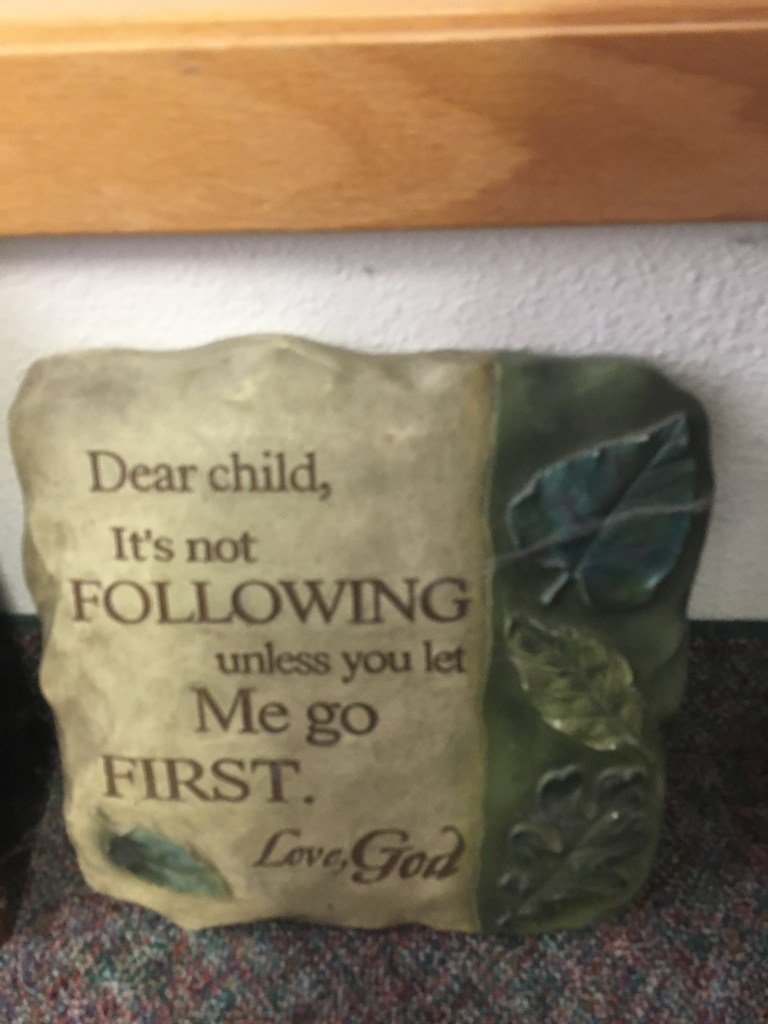 Dear child,
It's not
FOLLOWING
unless you let
Me go
FIRST.
Love, God